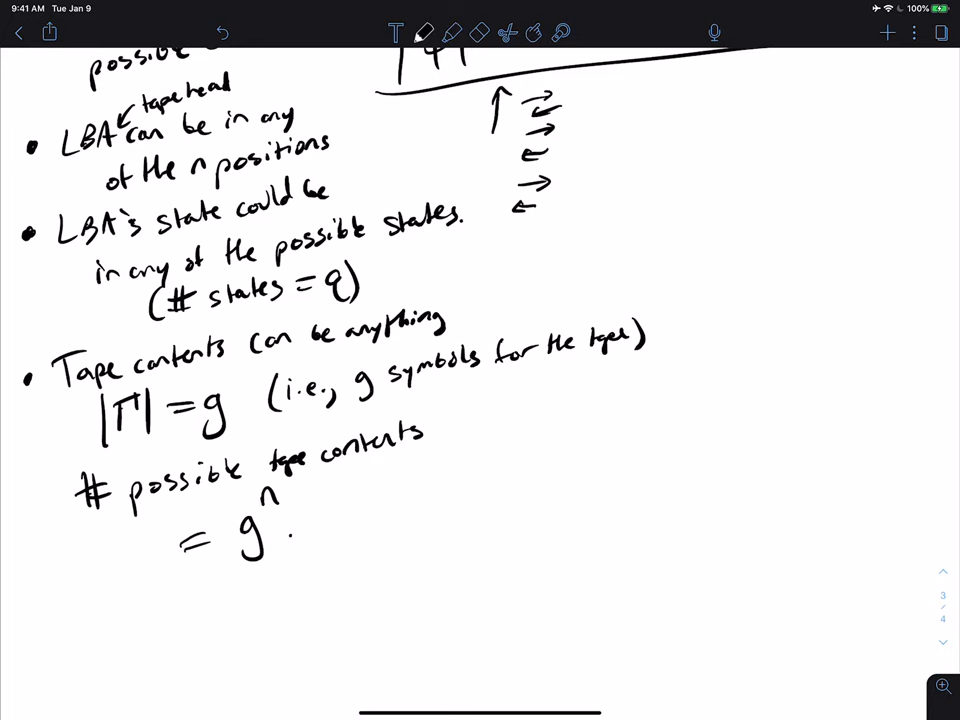 9:41 AM Tue Jan 9
100%
possible
tape head
• LBA can be in any
of the n positions
• LBA's state could be
in any of the possible states.
(# states = q)
• Tape contents can be anything
|Γ| = g (i.e., g symbols for the tape)
# possible tape contents
= g^n.
3
/
4